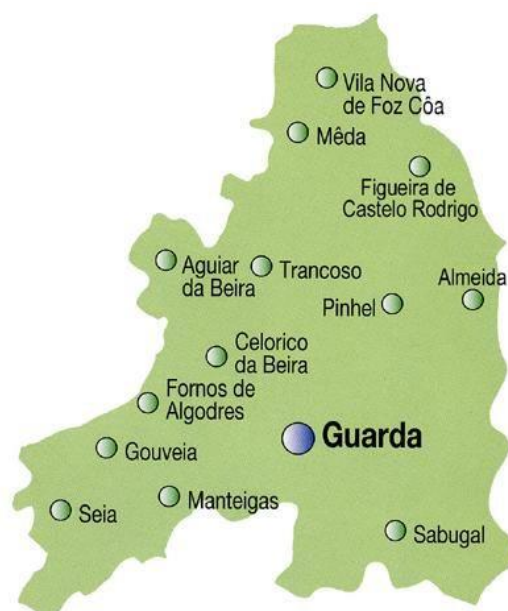 Vila Nova
de Foz Côa
Mêda
Figueira de
Castelo Rodrigo
Aguiar
da Beira
Trancoso
Almeida
Pinhel
Celorico
da Beira
Fornos de
Algodres
Guarda
Gouveia
Manteigas
Seia
Sabugal